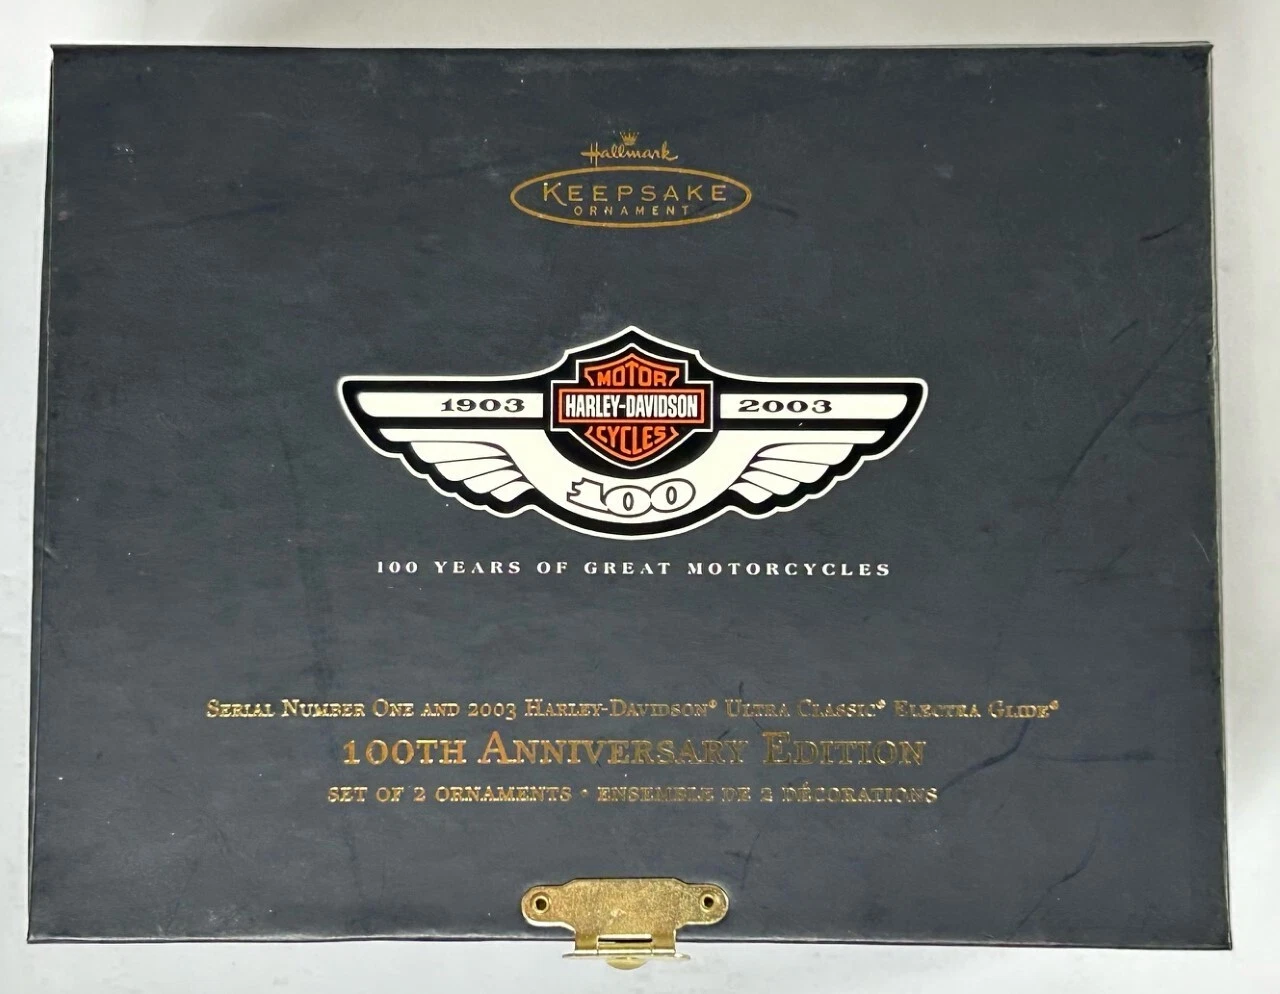 Hallmark
KEEPSAKE
ORNAMENT
MOTOR
1903 HARLEY-DAVIDSON 2003
CYCLES
100
100 YEARS OF GREAT MOTORCYCLES
SERIAL NUMBER ONE AND 2003 HARLEY-DAVIDSON® ULTRA CLASSIC® ELECTRA GLIDE®
100TH ANNIVERSARY EDITION
SET OF 2 ORNAMENTS • ENSEMBLE DE 2 DÉCORATIONS